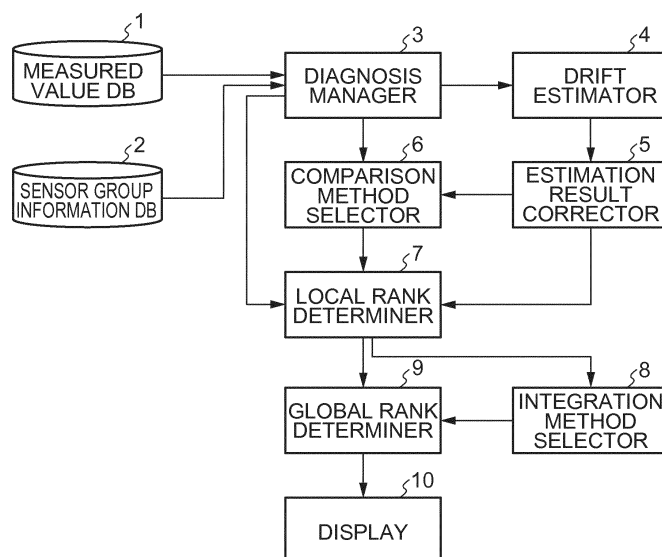 1
MEASURED
VALUE DB
2
SENSOR GROUP
INFORMATION DB
3
DIAGNOSIS
MANAGER
4
DRIFT
ESTIMATOR
6
COMPARISON
METHOD
SELECTOR
5
ESTIMATION
RESULT
CORRECTOR
7
LOCAL RANK
DETERMINER
9
GLOBAL RANK
DETERMINER
8
INTEGRATION
METHOD
SELECTOR
10
DISPLAY